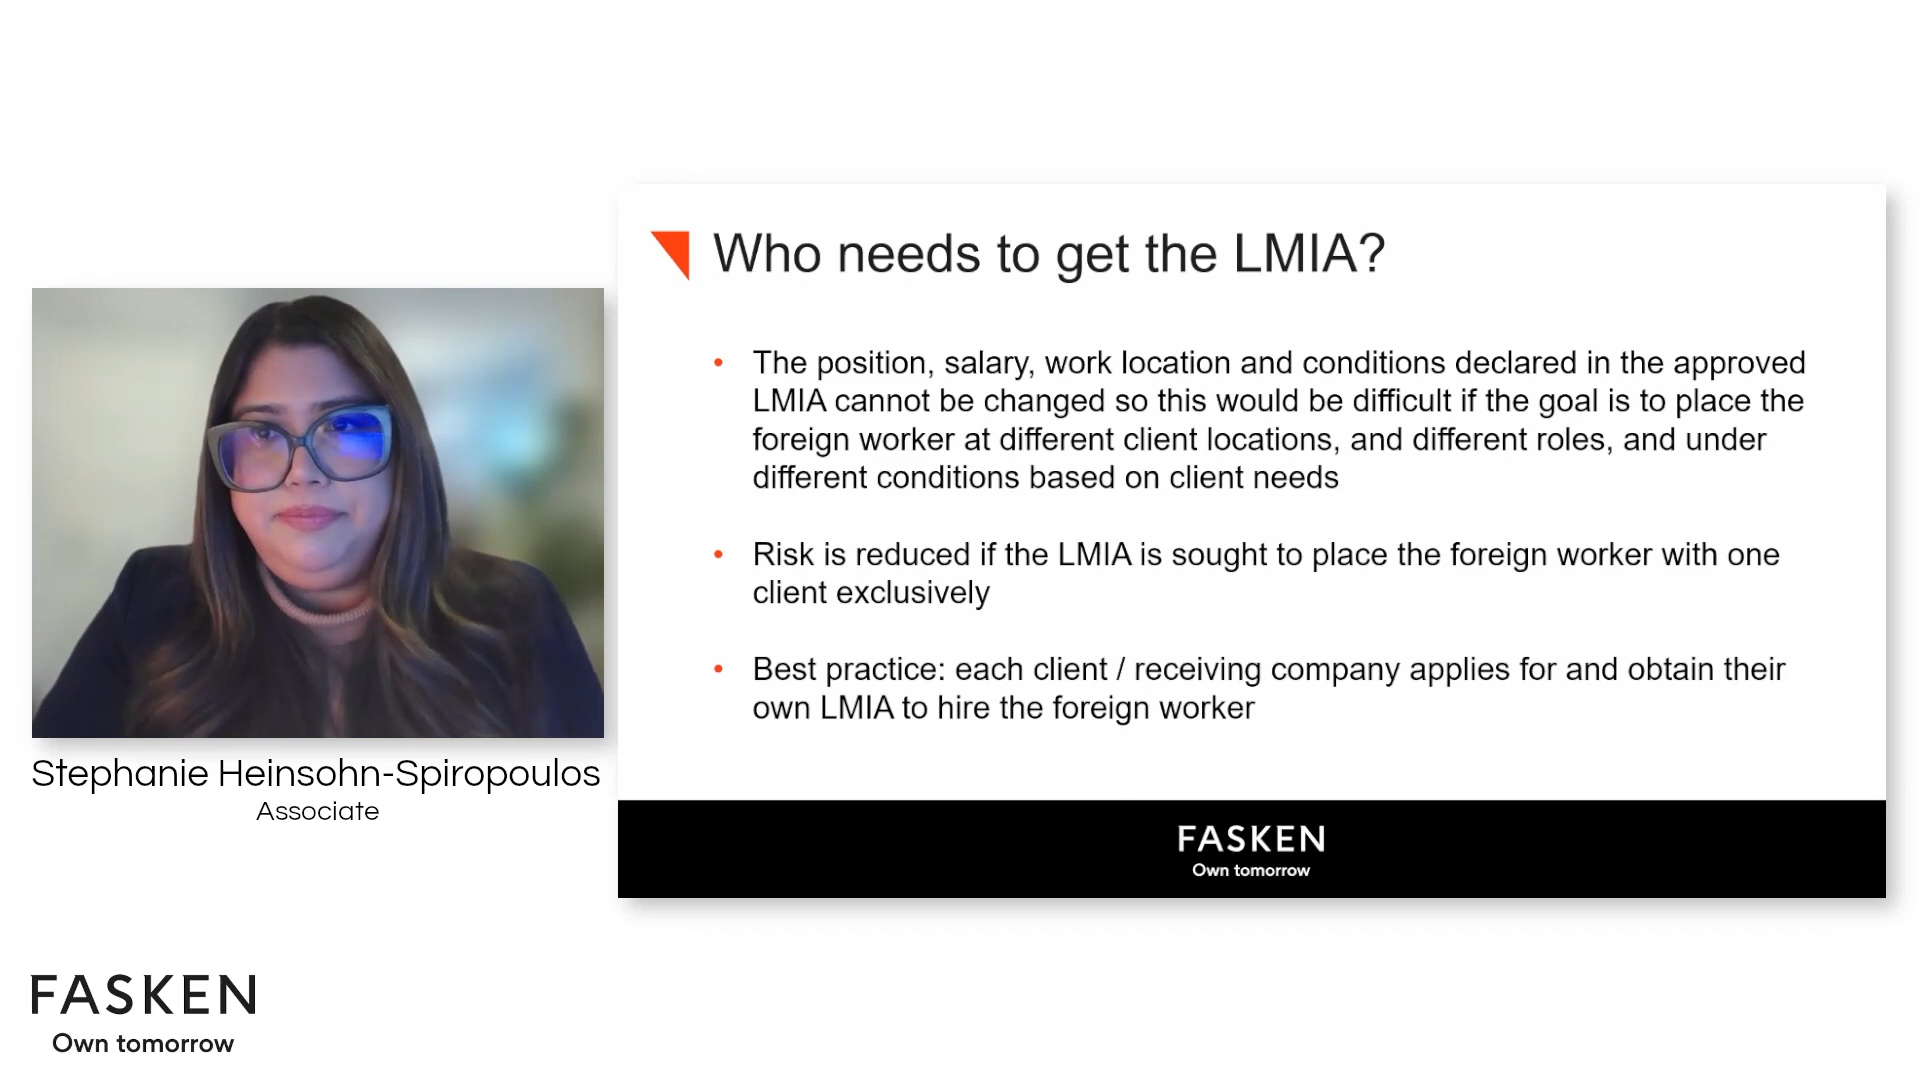 Who needs to get the LMIA?
• The position, salary, work location and conditions declared in the approved
LMIA cannot be changed so this would be difficult if the goal is to place the
foreign worker at different client locations, and different roles, and under
different conditions based on client needs
• Risk is reduced if the LMIA is sought to place the foreign worker with one
client exclusively
• Best practice: each client / receiving company applies for and obtain their
own LMIA to hire the foreign worker
FASKEN
Own tomorrow
Stephanie Heinsohn-Spiropoulos
Associate
FASKEN
Own tomorrow